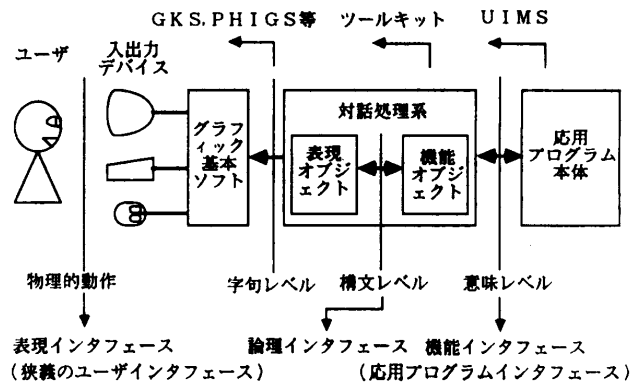 GKS,PHIGS等 ツールキット UIMS
ユーザ
入出力
デバイス
グラフ
ィック
基本
ソフト
対話処理系
表現
オブジ
ェクト
機能
オブジ
ェクト
応用
プログラム
本体
物理的動作 字句レベル 構文レベル 意味レベル
表現インタフェース 論理インタフェース 機能インタフェース
(狭義のユーザインタフェース) (応用プログラムインタフェース)